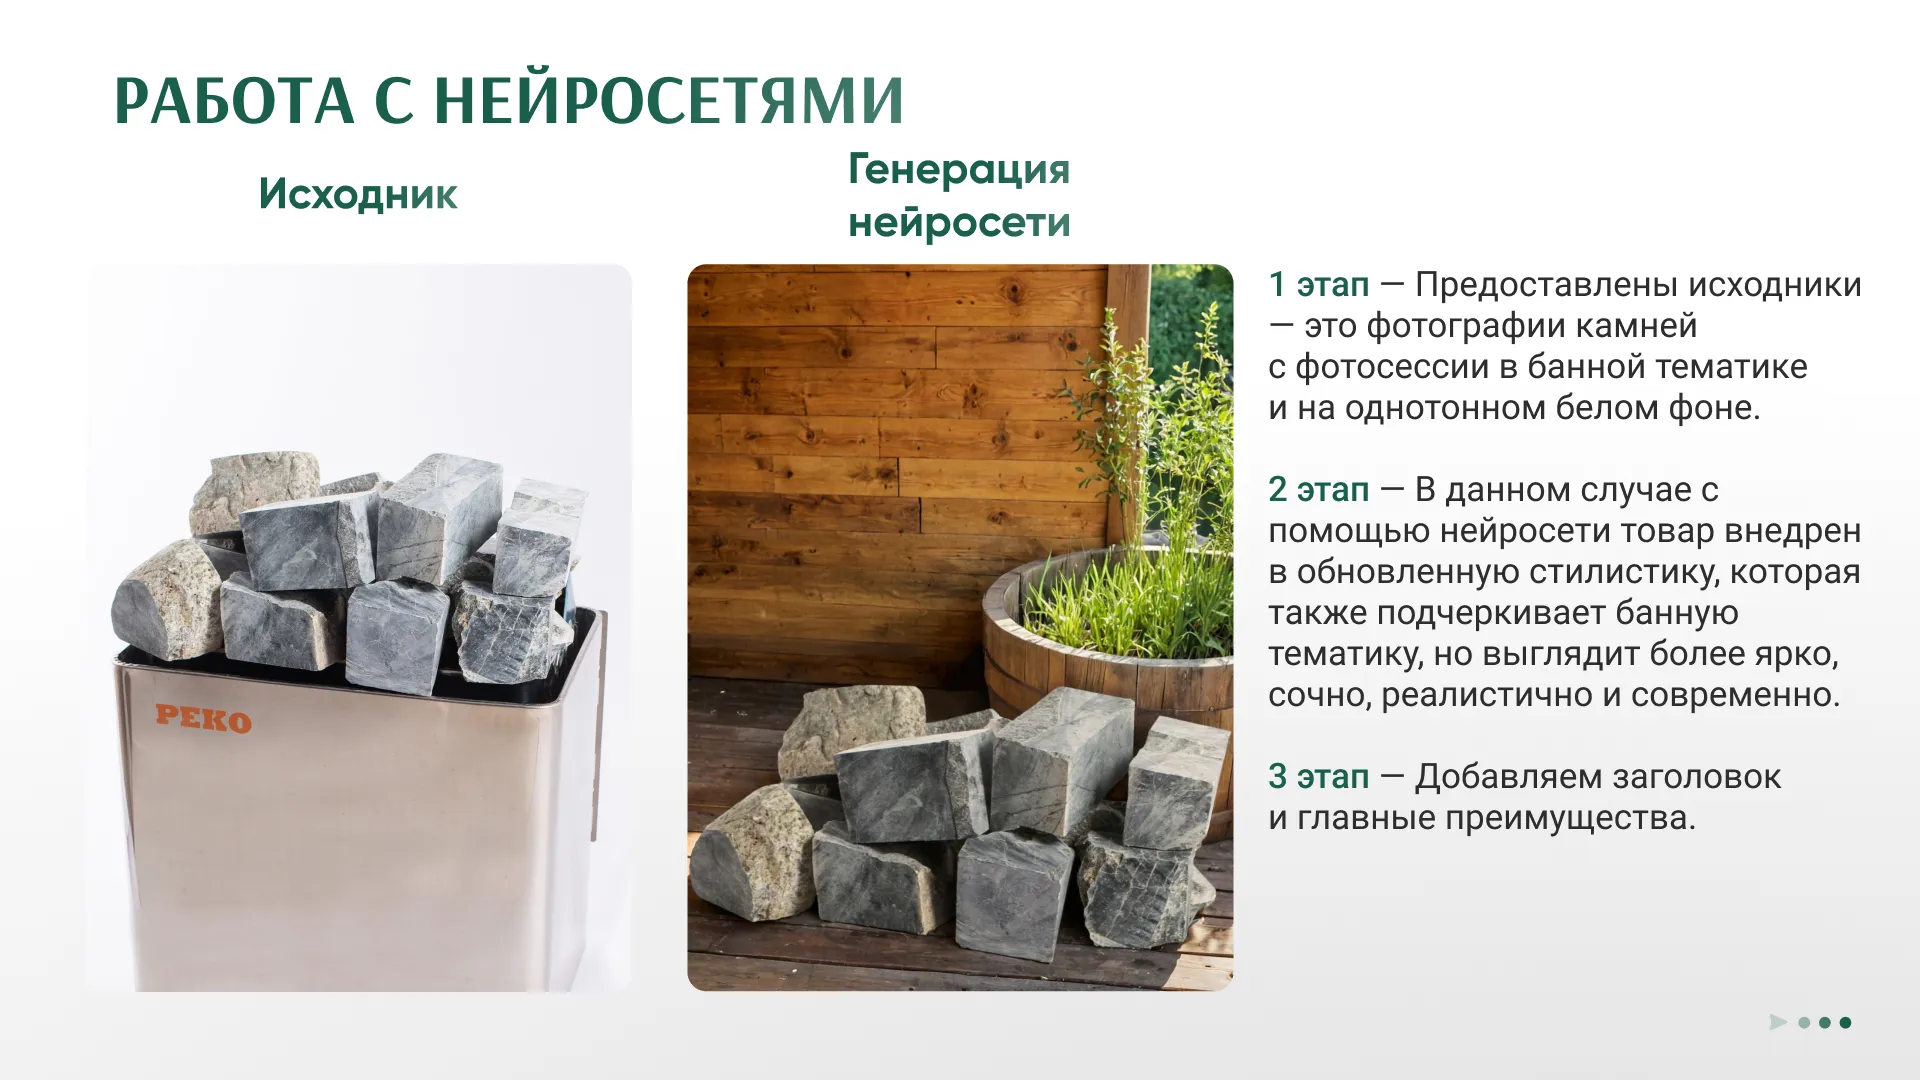 РАБОТА С НЕЙРОСЕТЯМИ
Исходник
Генерация
нейросети
РЕКО
1 этап — Предоставлены исходники
— это фотографии камней
с фотосессии в банной тематике
и на однотонном белом фоне.
2 этап — В данном случае с
помощью нейросети товар внедрен
в обновленную стилистику, которая
также подчеркивает банную
тематику, но выглядит более ярко,
сочно, реалистично и современно.
3 этап — Добавляем заголовок
и главные преимущества.